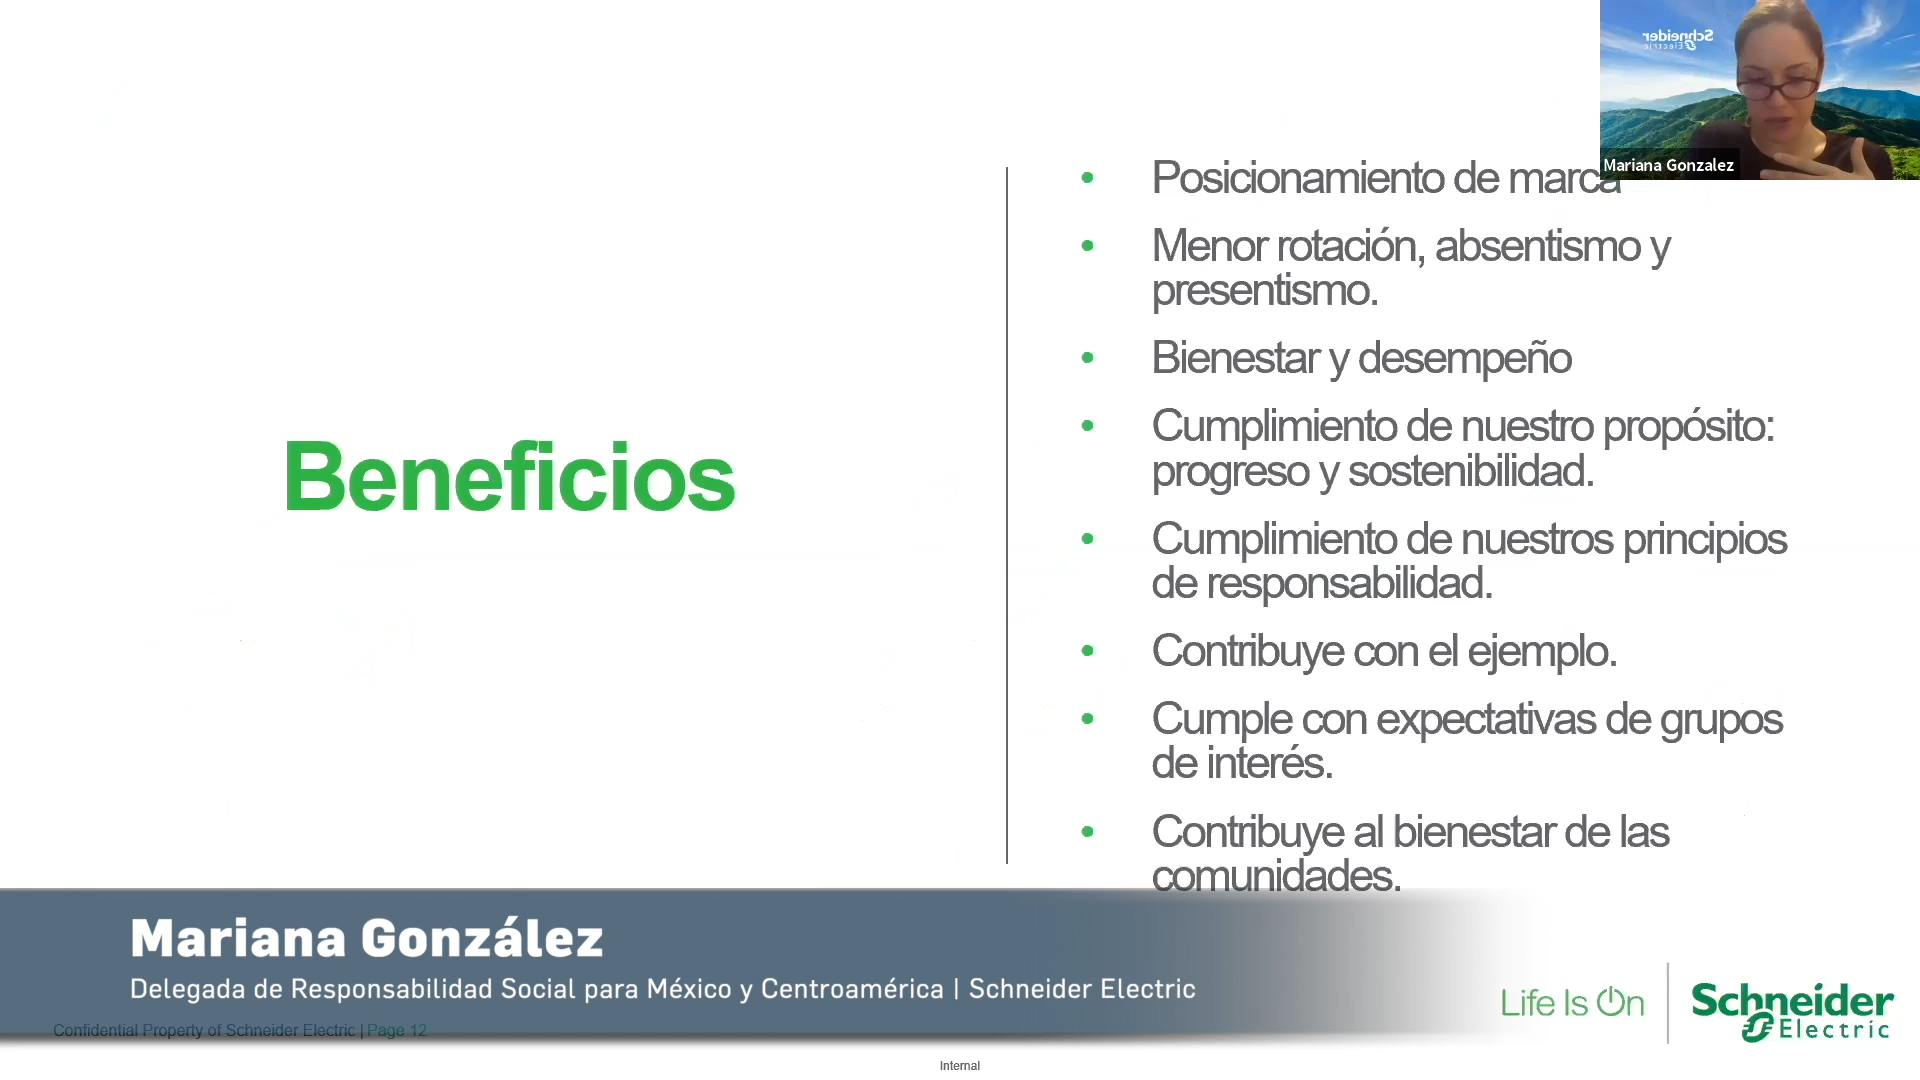 Schneider
Electric
Mariana Gonzalez
Beneficios
• Posicionamiento de marca
• Menor rotación, absentismo y
presentismo.
• Bienestar y desempeño
• Cumplimiento de nuestro propósito:
progreso y sostenibilidad.
• Cumplimiento de nuestros principios
de responsabilidad.
• Contribuye con el ejemplo.
• Cumple con expectativas de grupos
de interés.
• Contribuye al bienestar de las
comunidades.
Mariana González
Delegada de Responsabilidad Social para México y Centroamérica | Schneider Electric
Confidential Property of Schneider Electric | Page 12
Life Is On
Schneider
Electric
Internal